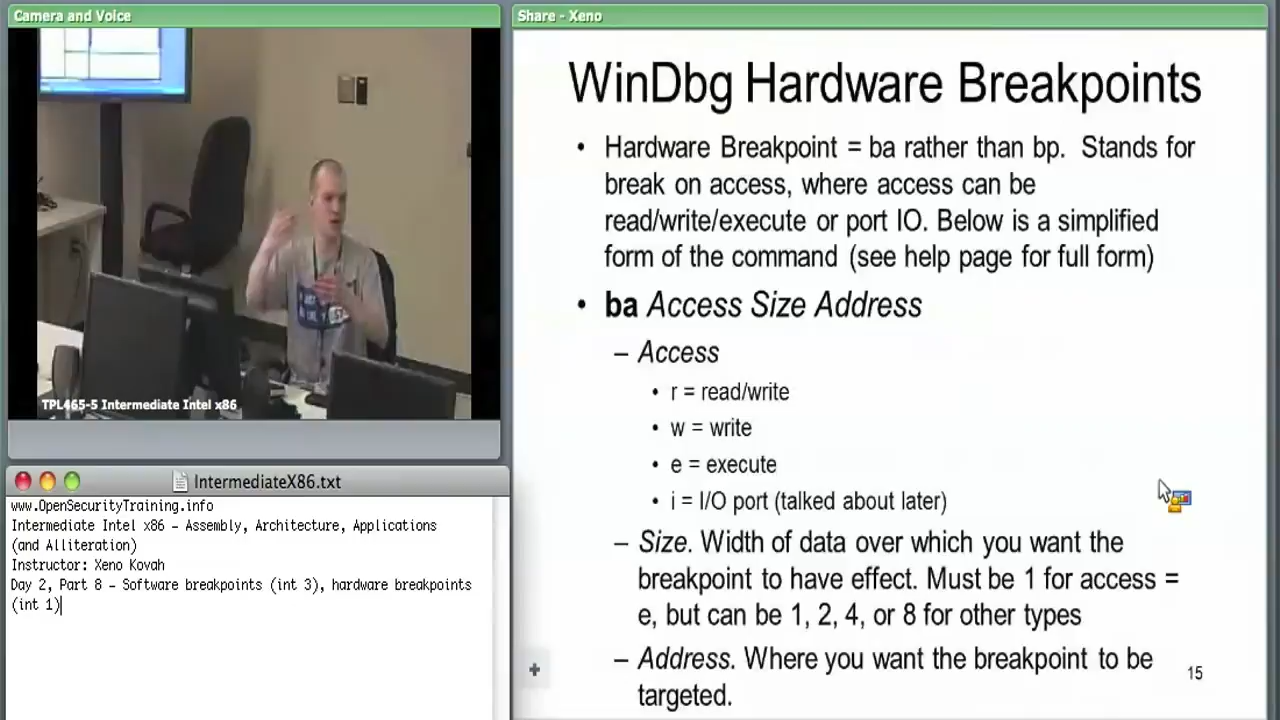 Camera and Voice
TPL465-5 Intermediate Intel x86
IntermediateX86.txt
www.OpenSecurityTraining.info
Intermediate Intel x86 – Assembly, Architecture, Applications
(and Alliteration)
Instructor: Xeno Kovah
Day 2, Part 8 – Software breakpoints (int 3), hardware breakpoints
(int 1)
Share - Xeno
WinDbg Hardware Breakpoints
• Hardware Breakpoint = ba rather than bp. Stands for
break on access, where access can be
read/write/execute or port IO. Below is a simplified
form of the command (see help page for full form)
• ba Access Size Address
– Access
• r = read/write
• w = write
• e = execute
• i = I/O port (talked about later)
– Size. Width of data over which you want the
breakpoint to have effect. Must be 1 for access =
e, but can be 1, 2, 4, or 8 for other types
– Address. Where you want the breakpoint to be
targeted.
15